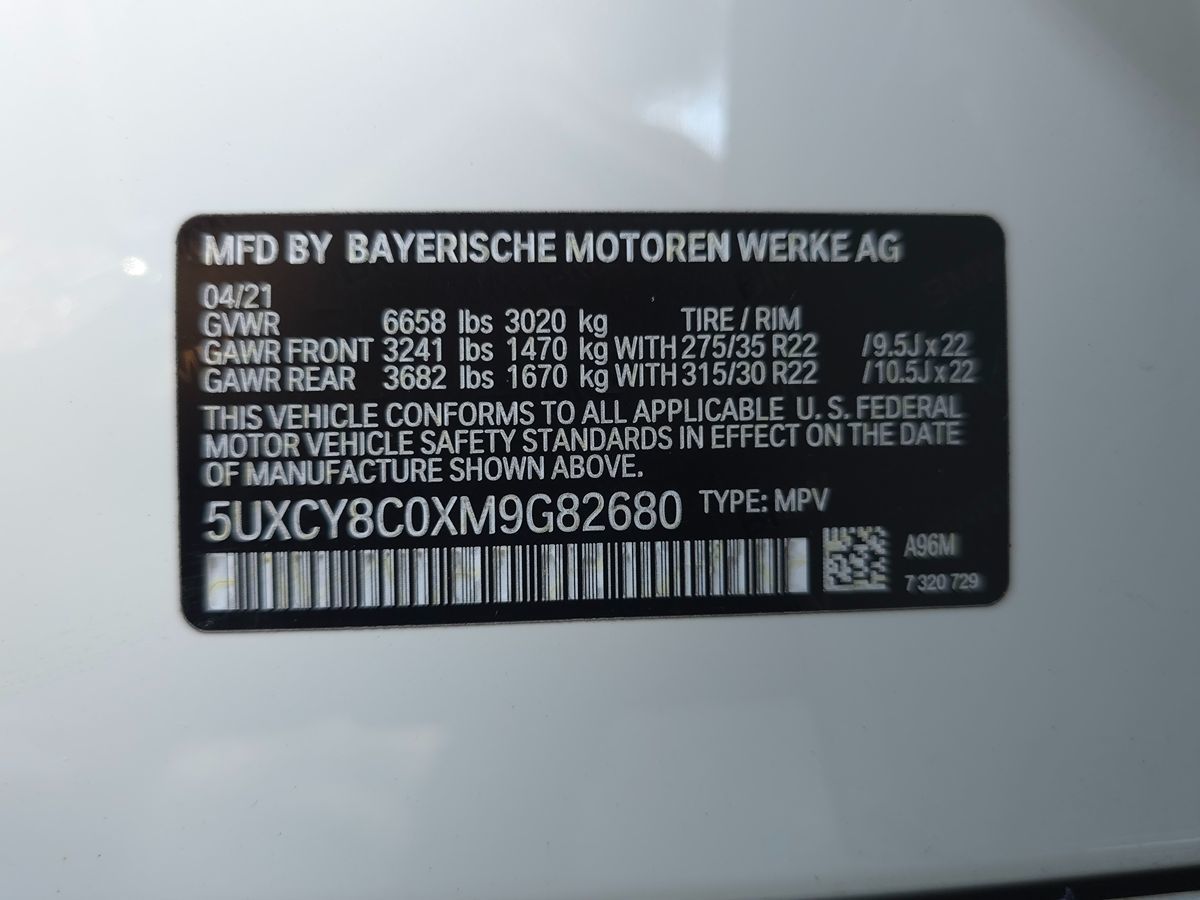 MFD BY BAYERISCHE MOTOREN WERKE AG
04/21
GVWR 6658 lbs 3020 kg TIRE / RIM
GAWR FRONT 3241 lbs 1470 kg WITH 275/35 R22 /9.5J x 22
GAWR REAR 3682 lbs 1670 kg WITH 315/30 R22 /10.5J x 22
THIS VEHICLE CONFORMS TO ALL APPLICABLE U. S. FEDERAL
MOTOR VEHICLE SAFETY STANDARDS IN EFFECT ON THE DATE
OF MANUFACTURE SHOWN ABOVE.
5UXCY8C0XM9G82680 TYPE: MPV
A96M
7 320 729